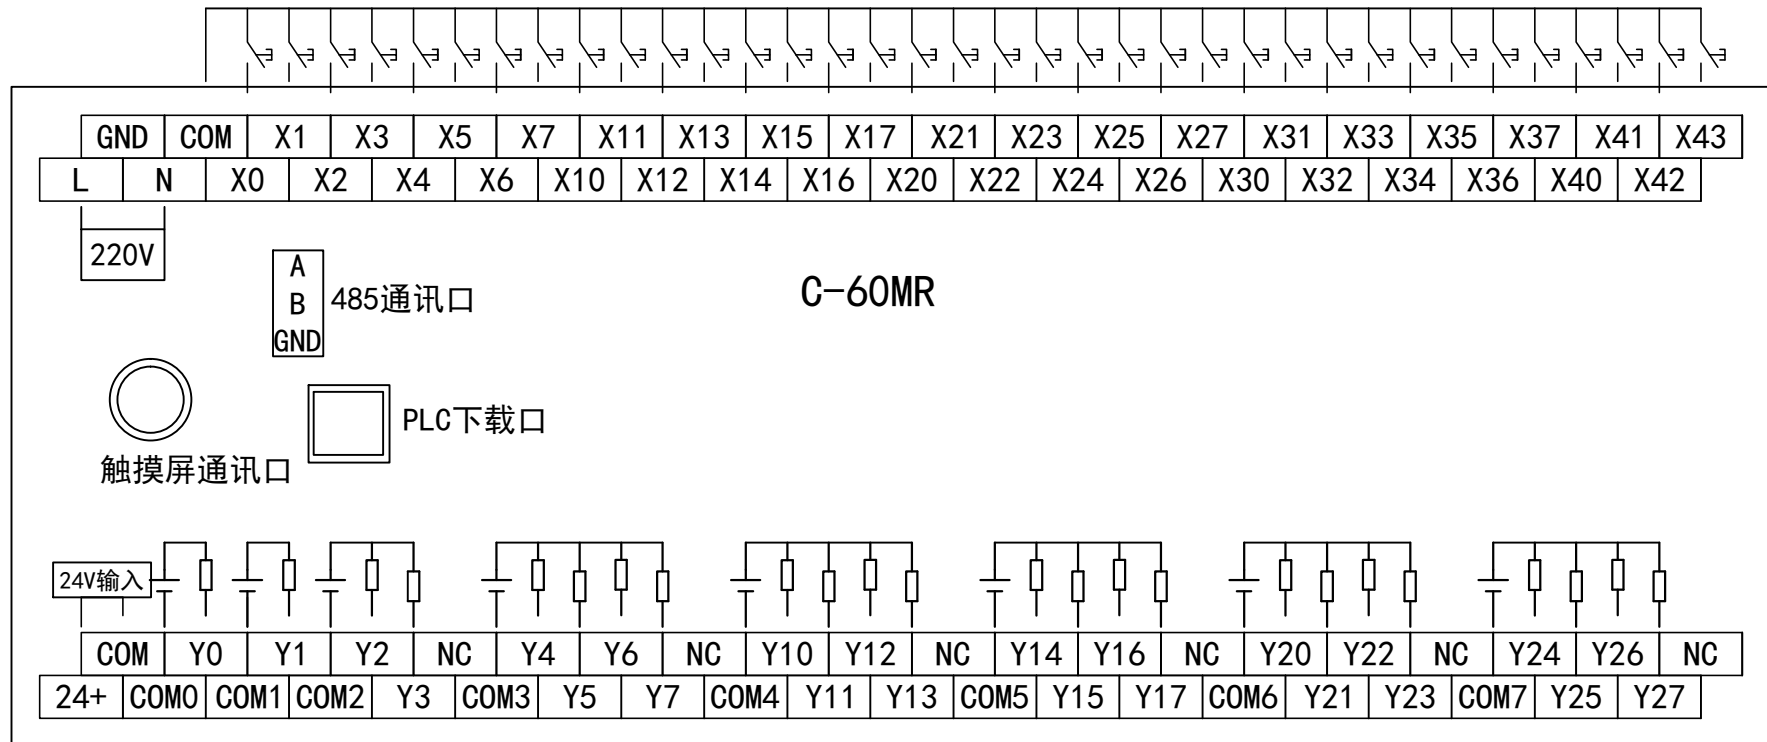 GND COM X1 X3 X5 X7 X11 X13 X15 X17 X21 X23 X25 X27 X31 X33 X35 X37 X41 X43
L N X0 X2 X4 X6 X10 X12 X14 X16 X20 X22 X24 X26 X30 X32 X34 X36 X40 X42
220V
A
B
GND
485通讯口
C-60MR
PLC下载口
触摸屏通讯口
24V输入
COM Y0 Y1 Y2 NC Y4 Y6 NC Y10 Y12 NC Y14 Y16 NC Y20 Y22 NC Y24 Y26 NC
24+ COM0 COM1 COM2 Y3 COM3 Y5 Y7 COM4 Y11 Y13 COM5 Y15 Y17 COM6 Y21 Y23 COM7 Y25 Y27